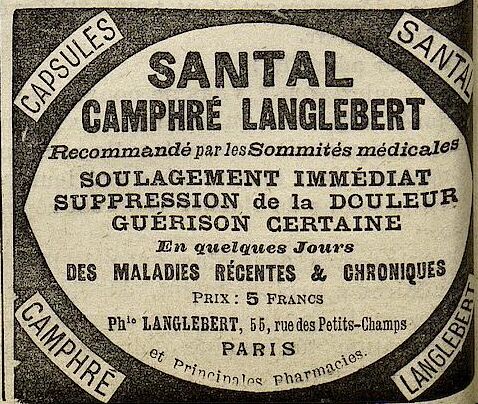 CAPSULES
SANTAL
SANTAL
CAMPHRÉ LANGLEBERT
Recommandé par les Sommités médicales
SOULAGEMENT IMMÉDIAT
SUPPRESSION de la DOULEUR
GUÉRISON CERTAINE
En quelques Jours
DES MALADIES RÉCENTES & CHRONIQUES
PRIX : 5 FRANCS
Phie LANGLEBERT, 55, rue des Petits-Champs
PARIS
et Principales Pharmacies.
CAMPHRÉ
LANGLEBERT